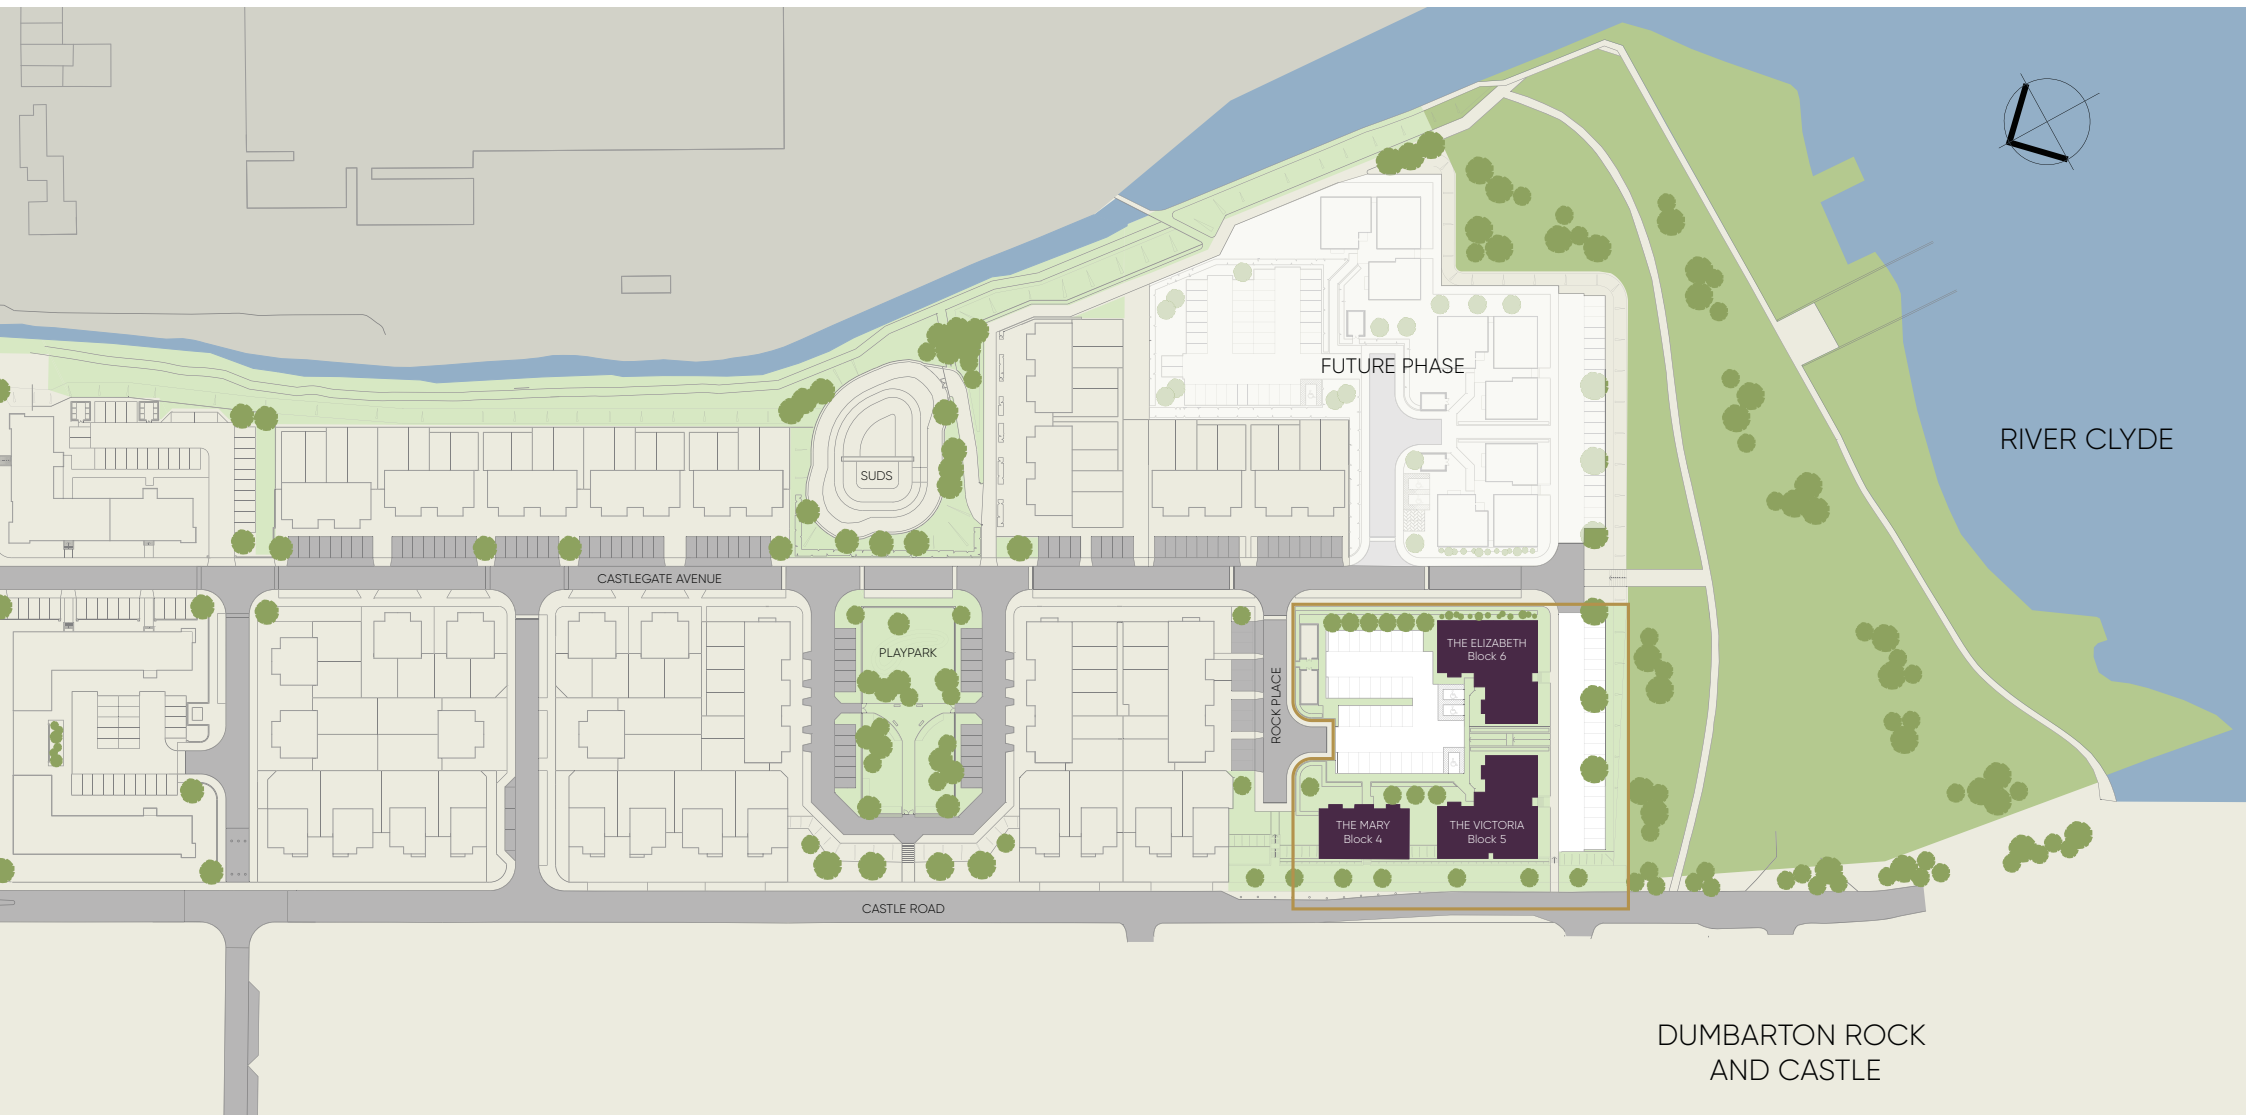 FUTURE PHASE
RIVER CLYDE
SUDS
CASTLEGATE AVENUE
PLAYPARK
THE ELIZABETH
Block 6
ROCK PLACE
THE MARY
Block 4
THE VICTORIA
Block 5
CASTLE ROAD
DUMBARTON ROCK
AND CASTLE